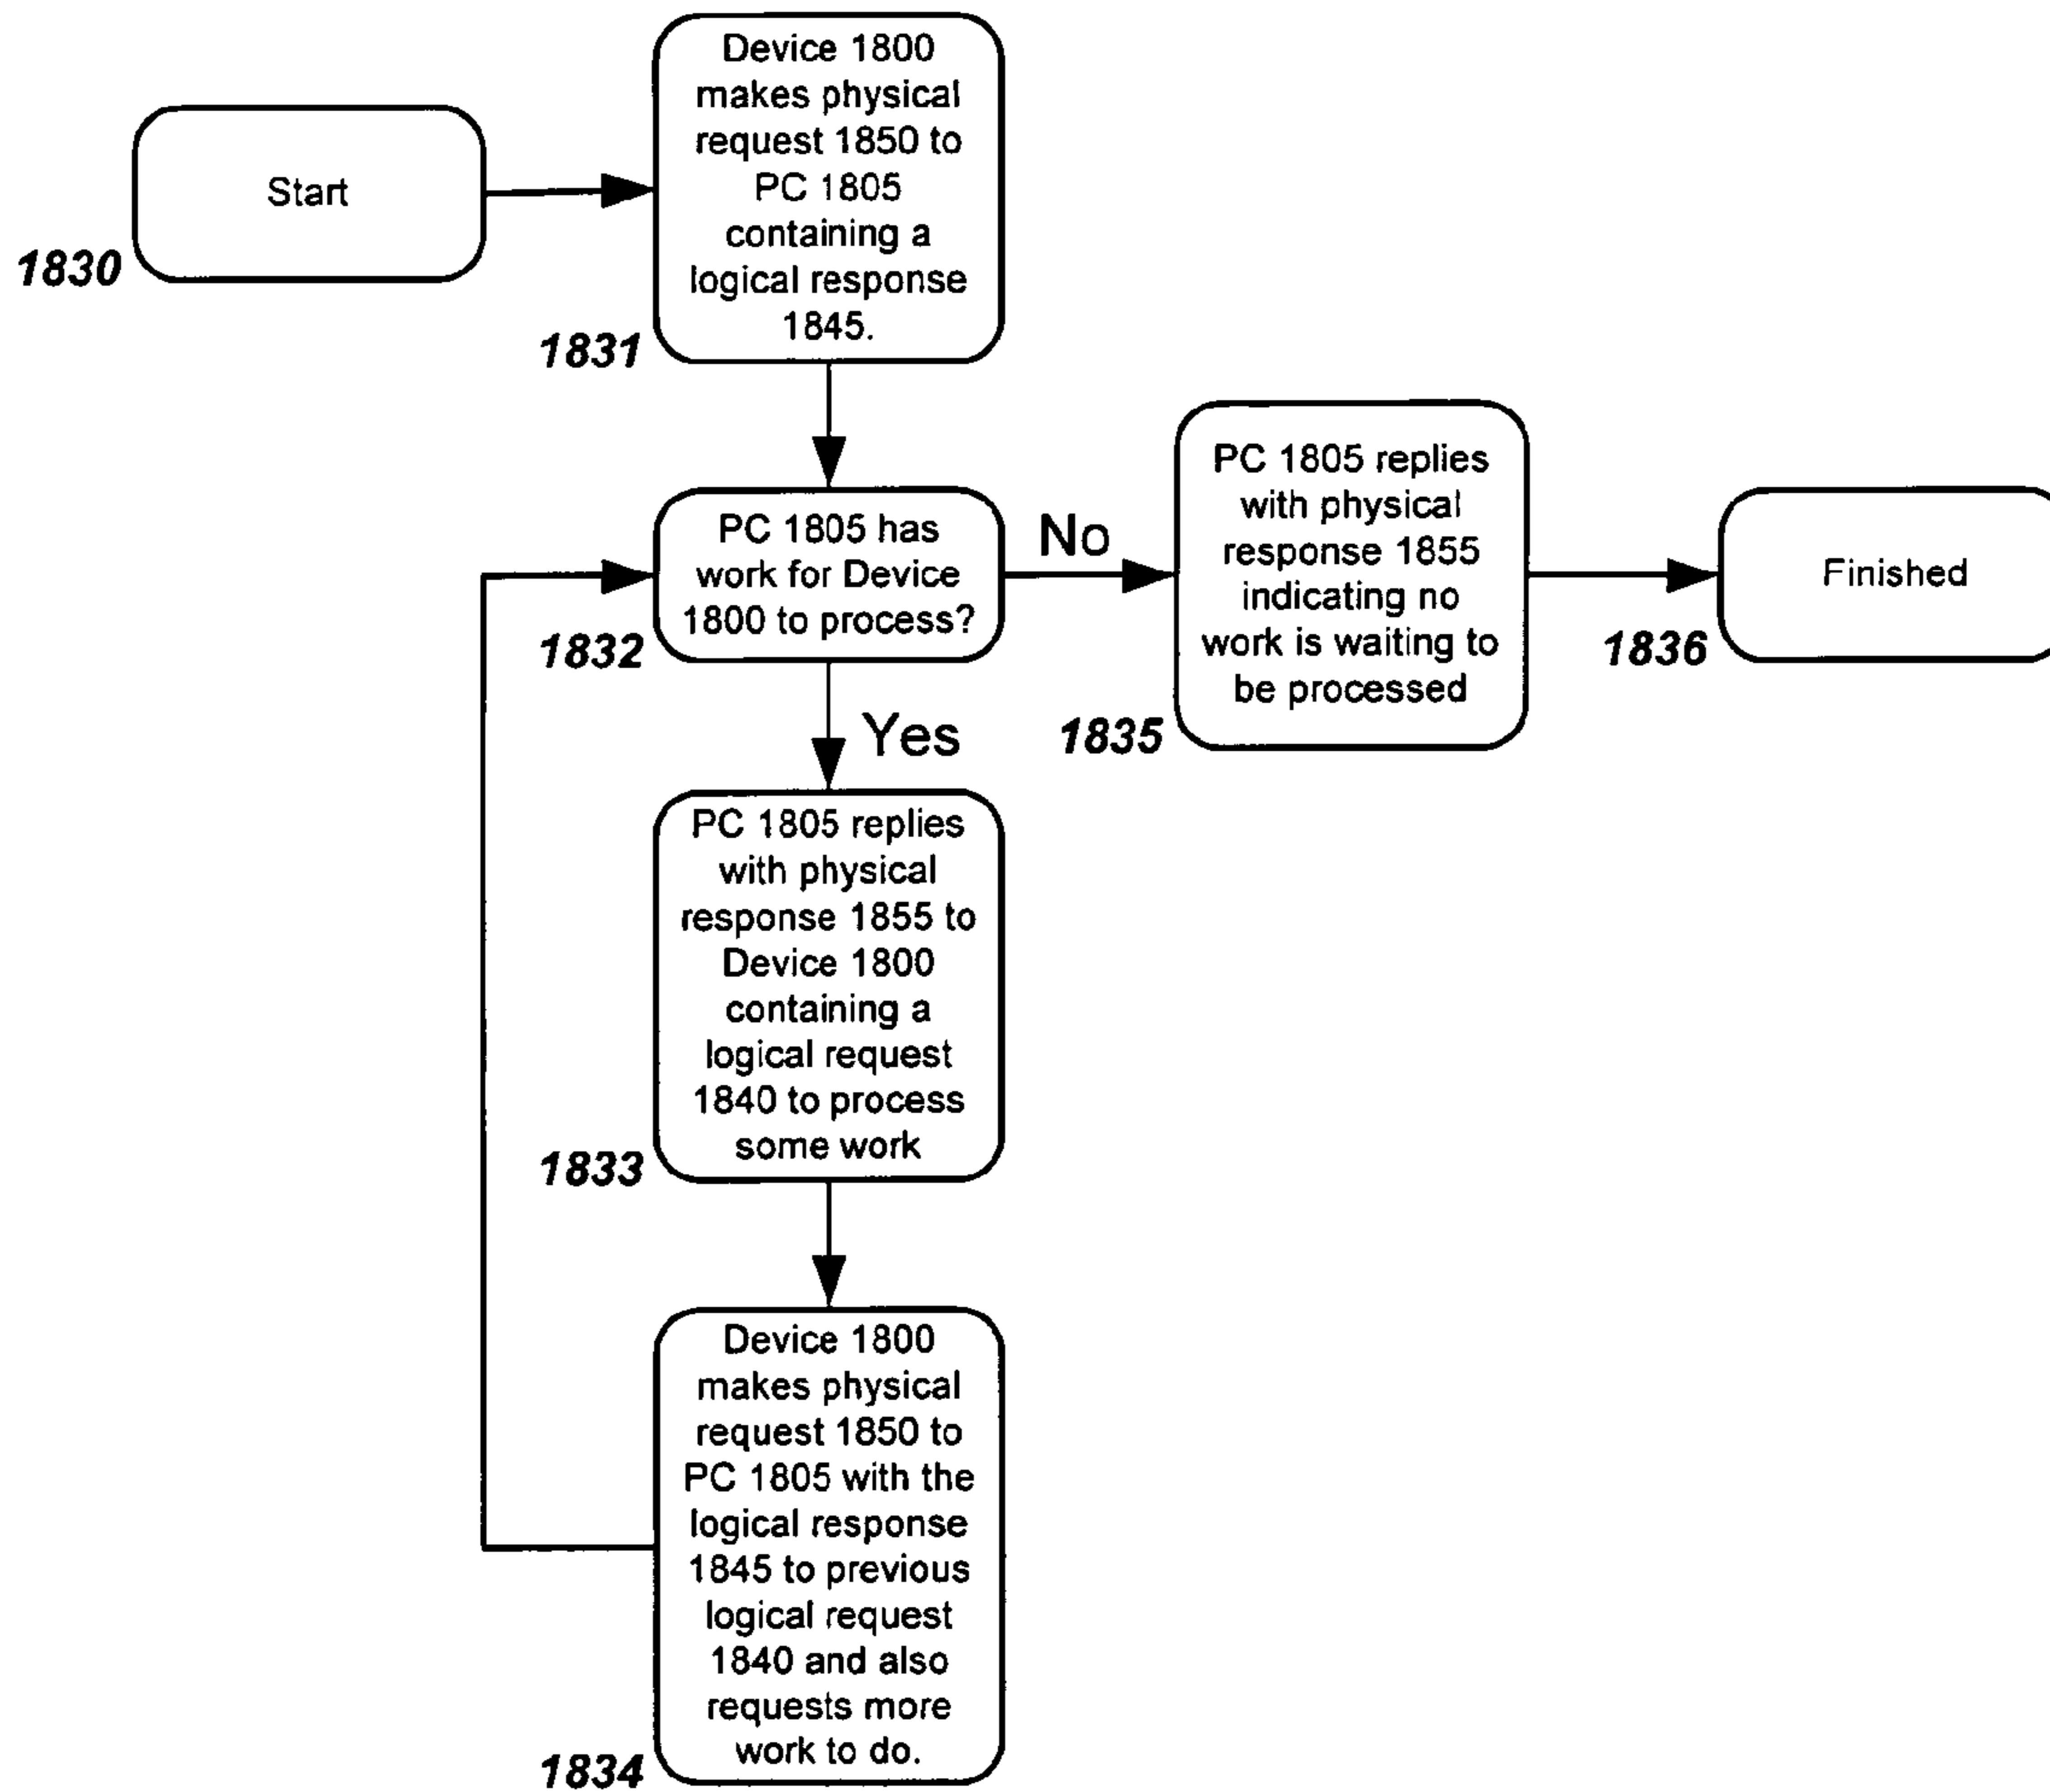 Start
1830
Device 1800
makes physical
request 1850 to
PC 1805
containing a
logical response
1845.
1831
PC 1805 has
work for Device
1800 to process?
1832
No
PC 1805 replies
with physical
response 1855
indicating no
work is waiting to
be processed
1835
Finished
1836
Yes
PC 1805 replies
with physical
response 1855 to
Device 1800
containing a
logical request
1840 to process
some work
1833
Device 1800
makes physical
request 1850 to
PC 1805 with the
logical response
1845 to previous
logical request
1840 and also
requests more
work to do.
1834